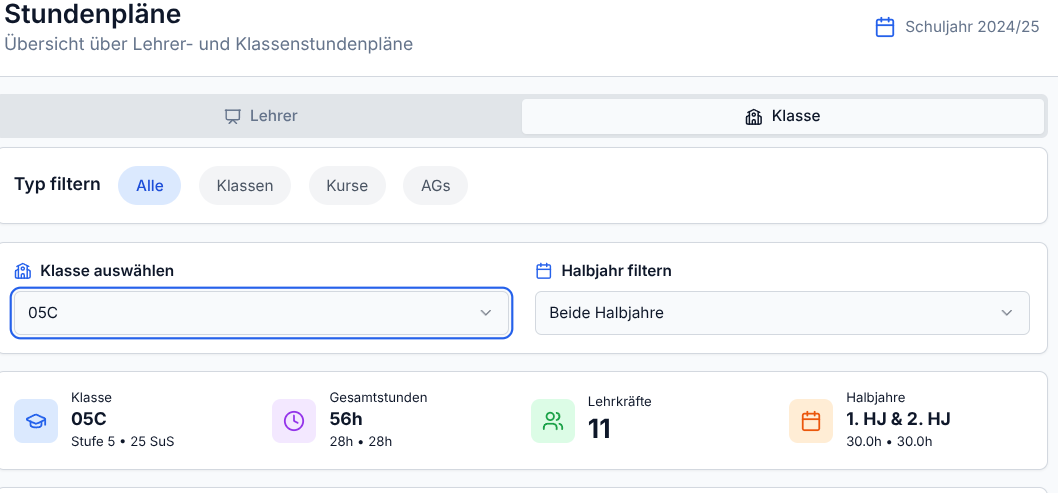 Stundenpläne
Übersicht über Lehrer- und Klassenstundenpläne
Schuljahr 2024/25
Lehrer
Klasse
Typ filtern
Alle
Klassen
Kurse
AGs
Klasse auswählen
Halbjahr filtern
05C
Beide Halbjahre
Klasse
05C
Stufe 5 • 25 SuS
Gesamtstunden
56h
28h • 28h
Lehrkräfte
11
Halbjahre
1. HJ & 2. HJ
30.0h • 30.0h